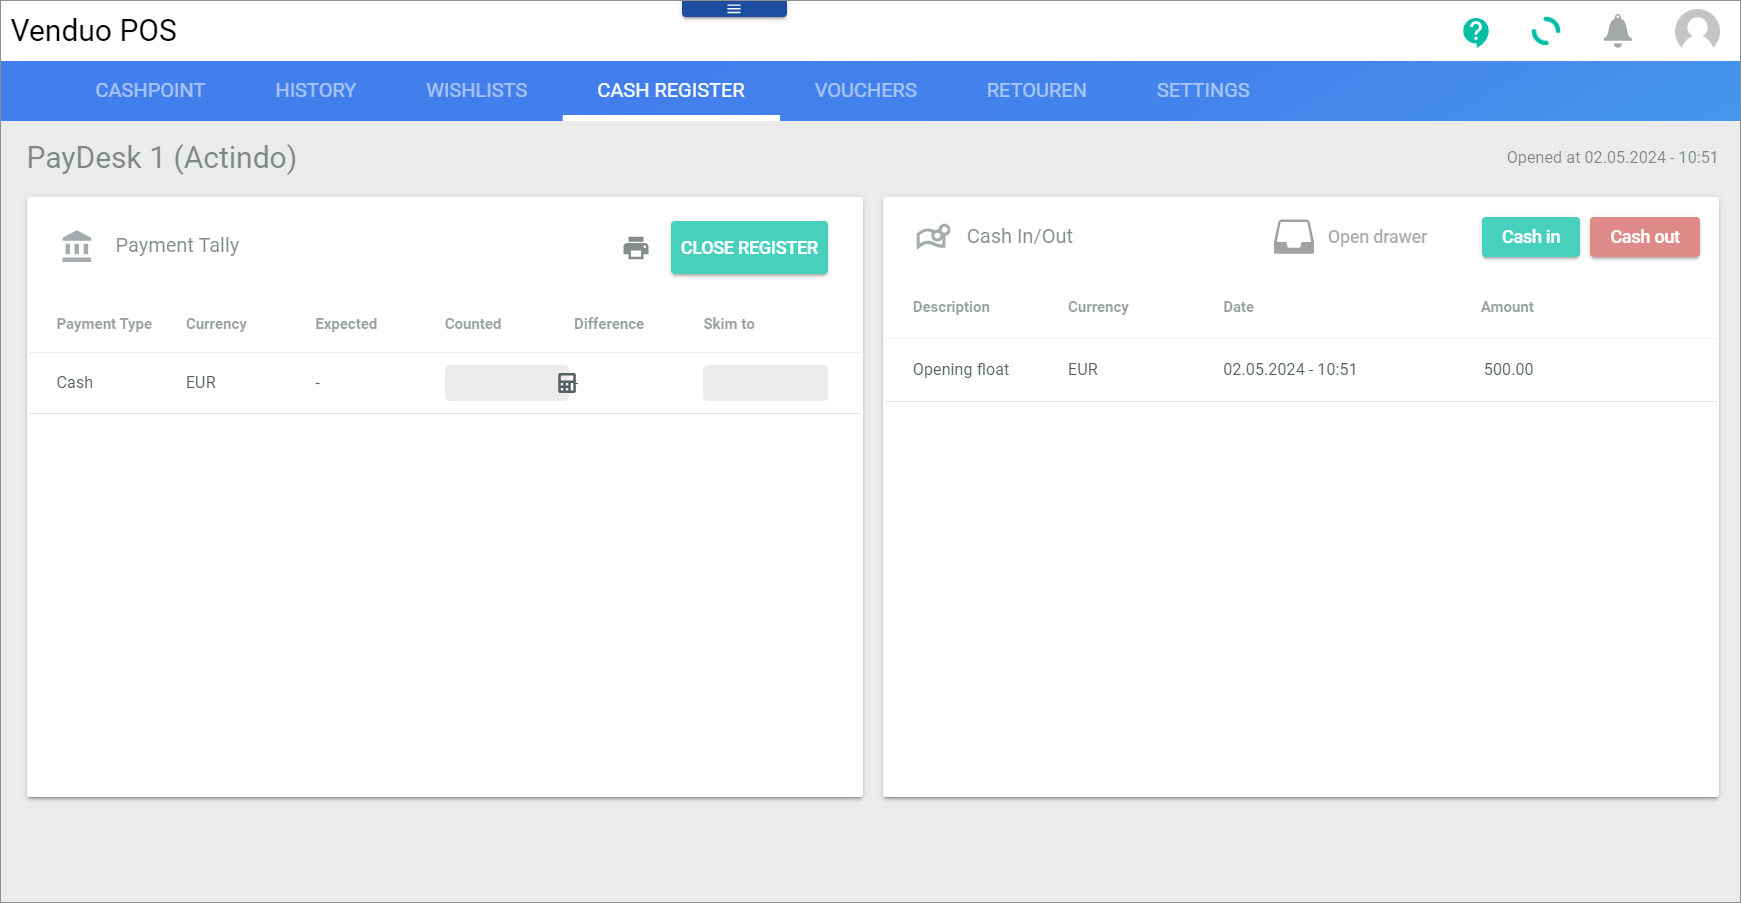 Venduo POS
CASHPOINT HISTORY WISHLISTS CASH REGISTER VOUCHERS RETOUREN SETTINGS
PayDesk 1 (Actindo)
Opened at 02.05.2024 - 10:51
Payment Tally
CLOSE REGISTER
Payment Type Currency Expected Counted Difference Skim to
Cash EUR - -
Cash In/Out
Open drawer
Cash in
Cash out
Description Currency Date Amount
Opening float EUR 02.05.2024 - 10:51 500.00